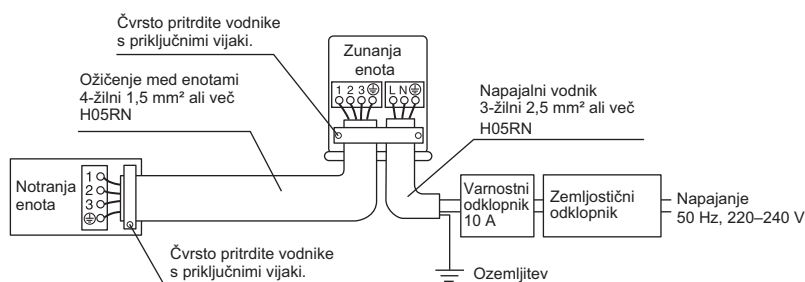 Čvrsto pritrdite vodnike
s priključnimi vijaki.
Zunanja
enota
1 2 3
L N
Ožičenje med enotami
4-žilni 1,5 mm² ali več
H05RN
Napajalni vodnik
3-žilni 2,5 mm² ali več
H05RN
Notranja
enota
1
2
3
Varnostni
odklopnik
10 A
Zemljostični
odklopnik
Napajanje
50 Hz, 220–240 V
Čvrsto pritrdite vodnike
s priključnimi vijaki.
Ozemljitev